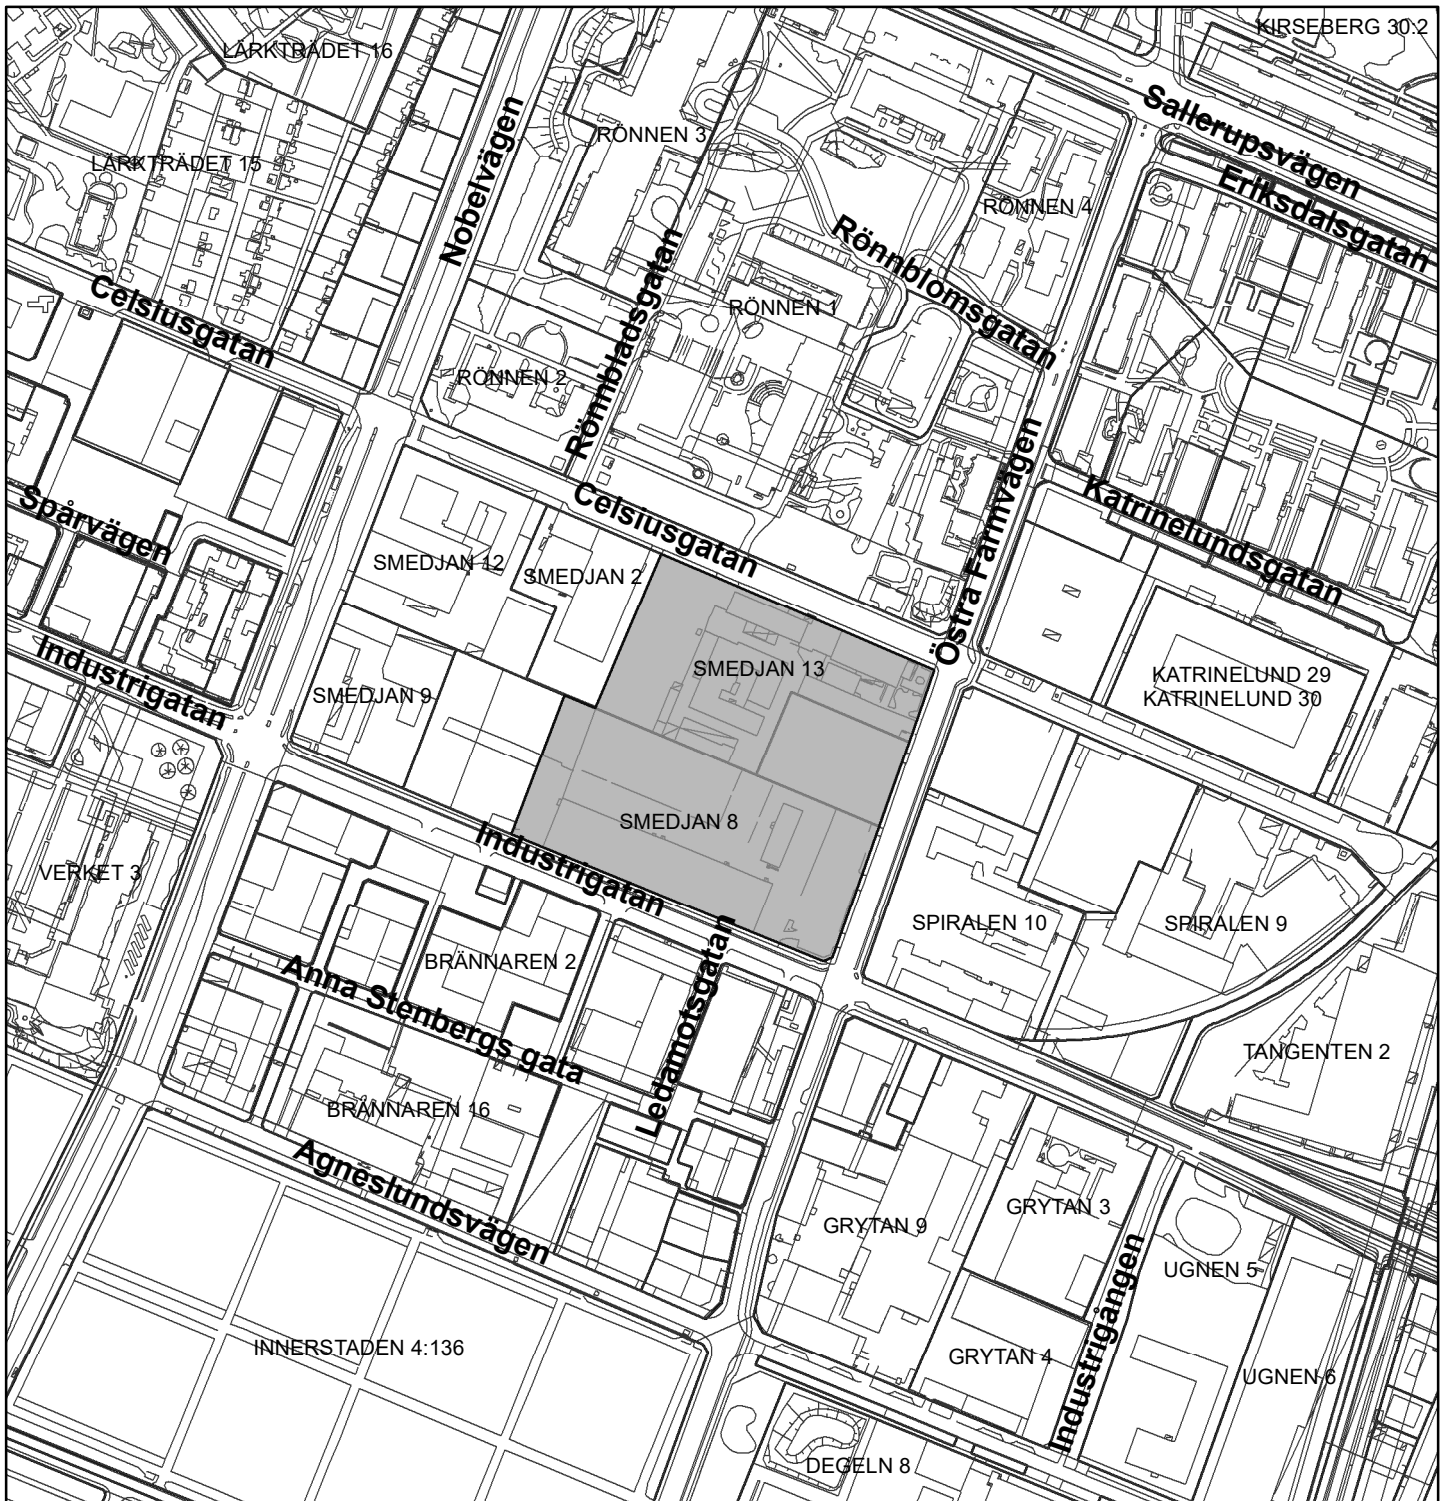 KIRSEBERG 30:2
LÄRKTRÄDET 16
Sallerupsvägen
Nobelvägen
RÖNNEN 3
LÄRKTRÄDET 15
Eriksdalsgatan
RÖNNEN 4
Rönnblomsgatan
Rönnbladsgatan
RÖNNEN 1
Celsiusgatan
RÖNNEN 2
Östra Farmvägen
Katrinelundsgatan
Spårvägen
Celsiusgatan
SMEDJAN 12
SMEDJAN 2
SMEDJAN 13
KATRINELUND 29
KATRINELUND 30
Industrigatan
SMEDJAN 9
SMEDJAN 8
Industrigatan
VERKET 3
SPIRALEN 10
SPIRALEN 9
BRÄNNAREN 2
Anna Stenbergs gata
Ledamotsgatan
TANGENTEN 2
BRÄNNAREN 16
Agneslundsvägen
GRYTAN 3
GRYTAN 9
UGNEN 5
Industrigången
INNERSTADEN 4:136
GRYTAN 4
UGNEN 6
DEGELN 8